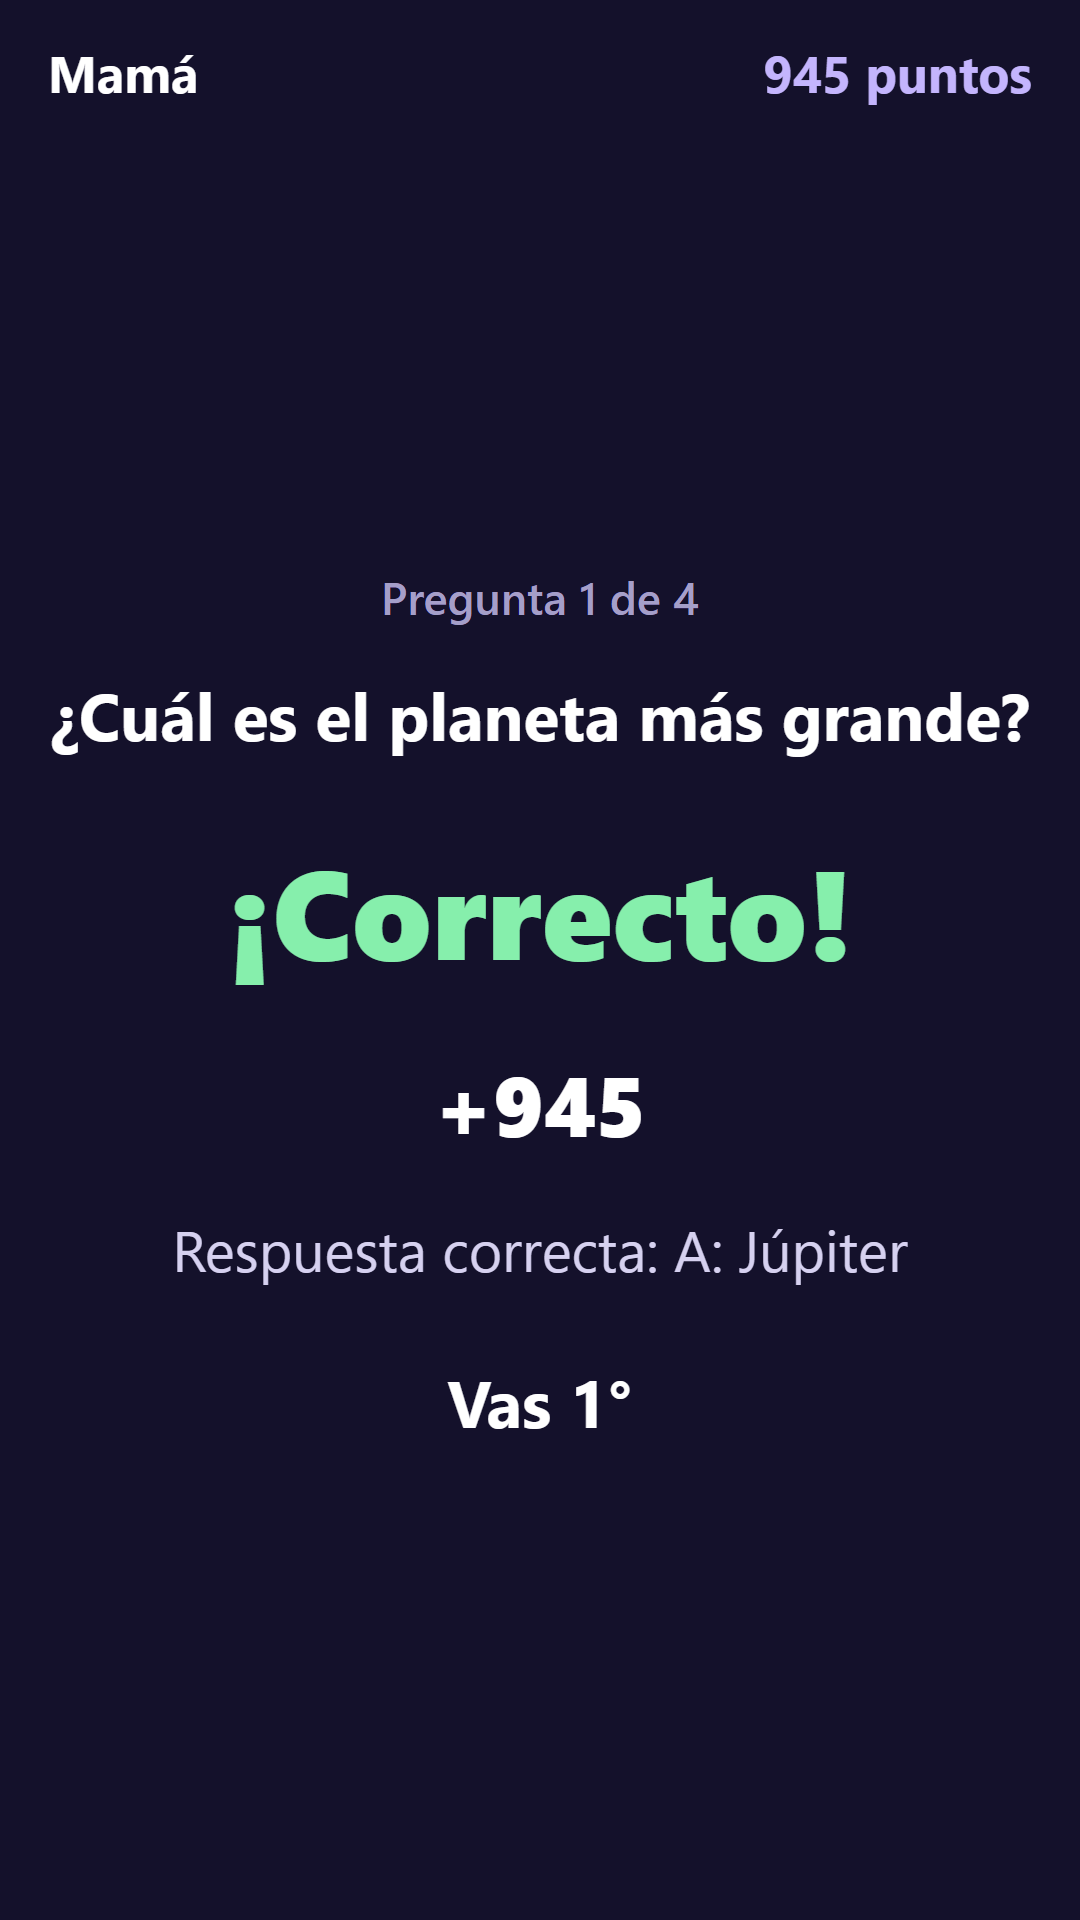 Mamá
945 puntos
Pregunta 1 de 4
¿Cuál es el planeta más grande?
¡Correcto!
+945
Respuesta correcta: A: Júpiter
Vas 1°